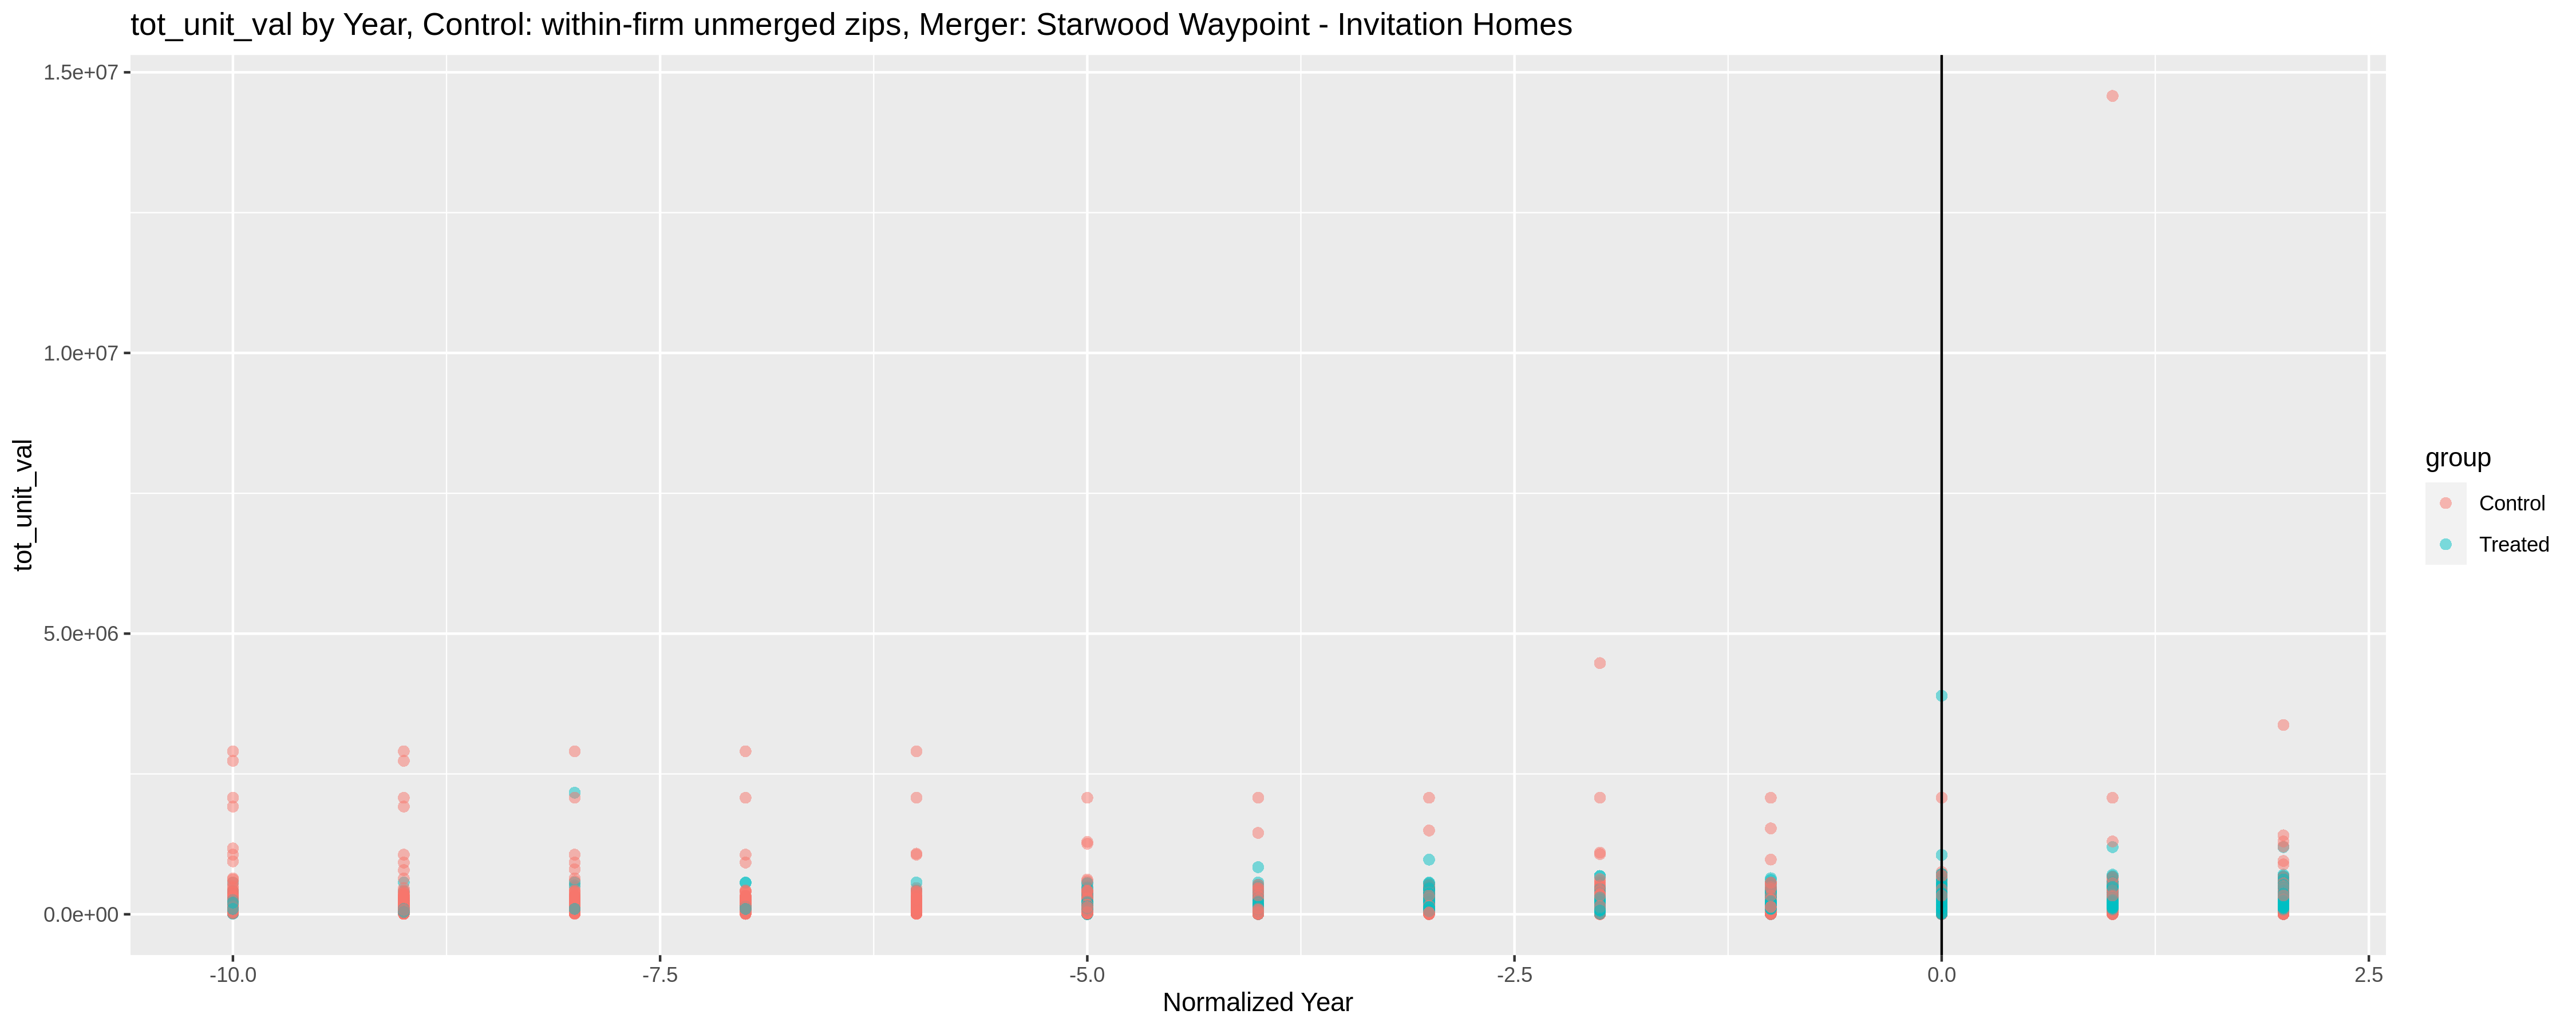 tot_unit_val by Year, Control: within-firm unmerged zips, Merger: Starwood Waypoint - Invitation Homes
1.5e+07
1.0e+07
5.0e+06
0.0e+00
tot_unit_val
-10.0
-7.5
-5.0
-2.5
0.0
2.5
Normalized Year
group
Control
Treated